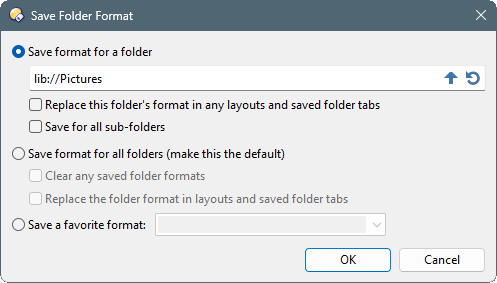 Save Folder Format
Save format for a folder
lib://Pictures
Replace this folder's format in any layouts and saved folder tabs
Save for all sub-folders
Save format for all folders (make this the default)
Clear any saved folder formats
Replace the folder format in layouts and saved folder tabs
Save a favorite format:
OK Cancel